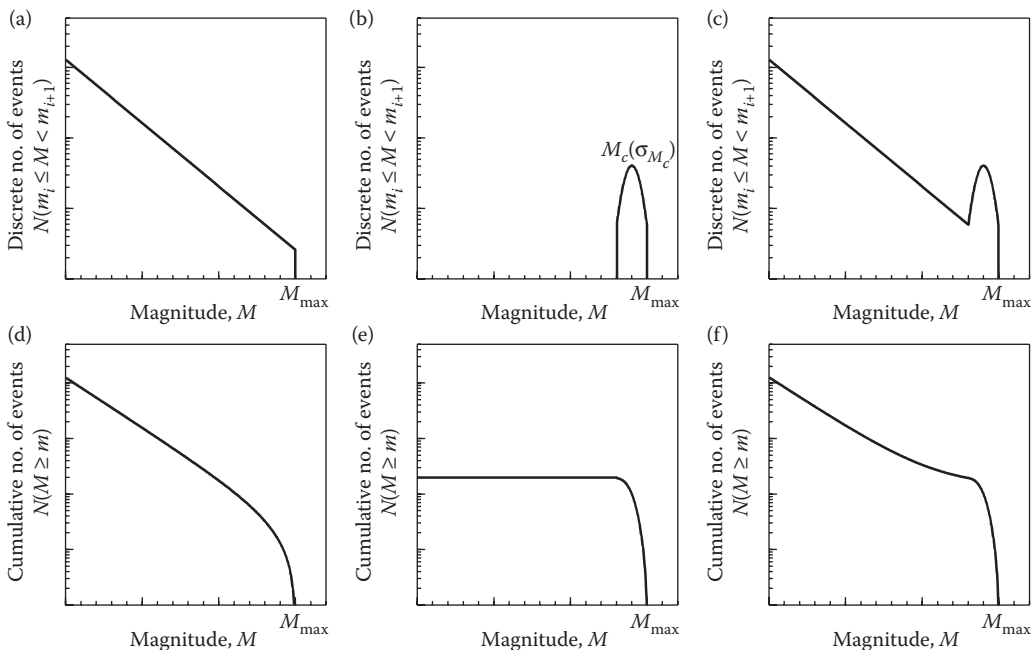 (a)
Discrete no. of events
N(mᵢ ≤ M < mᵢ₊₁)
M_max
Magnitude, M
(b)
Discrete no. of events
N(mᵢ ≤ M < mᵢ₊₁)
M_c(σ_{M_c})
M_max
Magnitude, M
(c)
Discrete no. of events
N(mᵢ ≤ M < mᵢ₊₁)
M_max
Magnitude, M
(d)
Cumulative no. of events
N(M ≥ m)
M_max
Magnitude, M
(e)
Cumulative no. of events
N(M ≥ m)
M_max
Magnitude, M
(f)
Cumulative no. of events
N(M ≥ m)
M_max
Magnitude, M